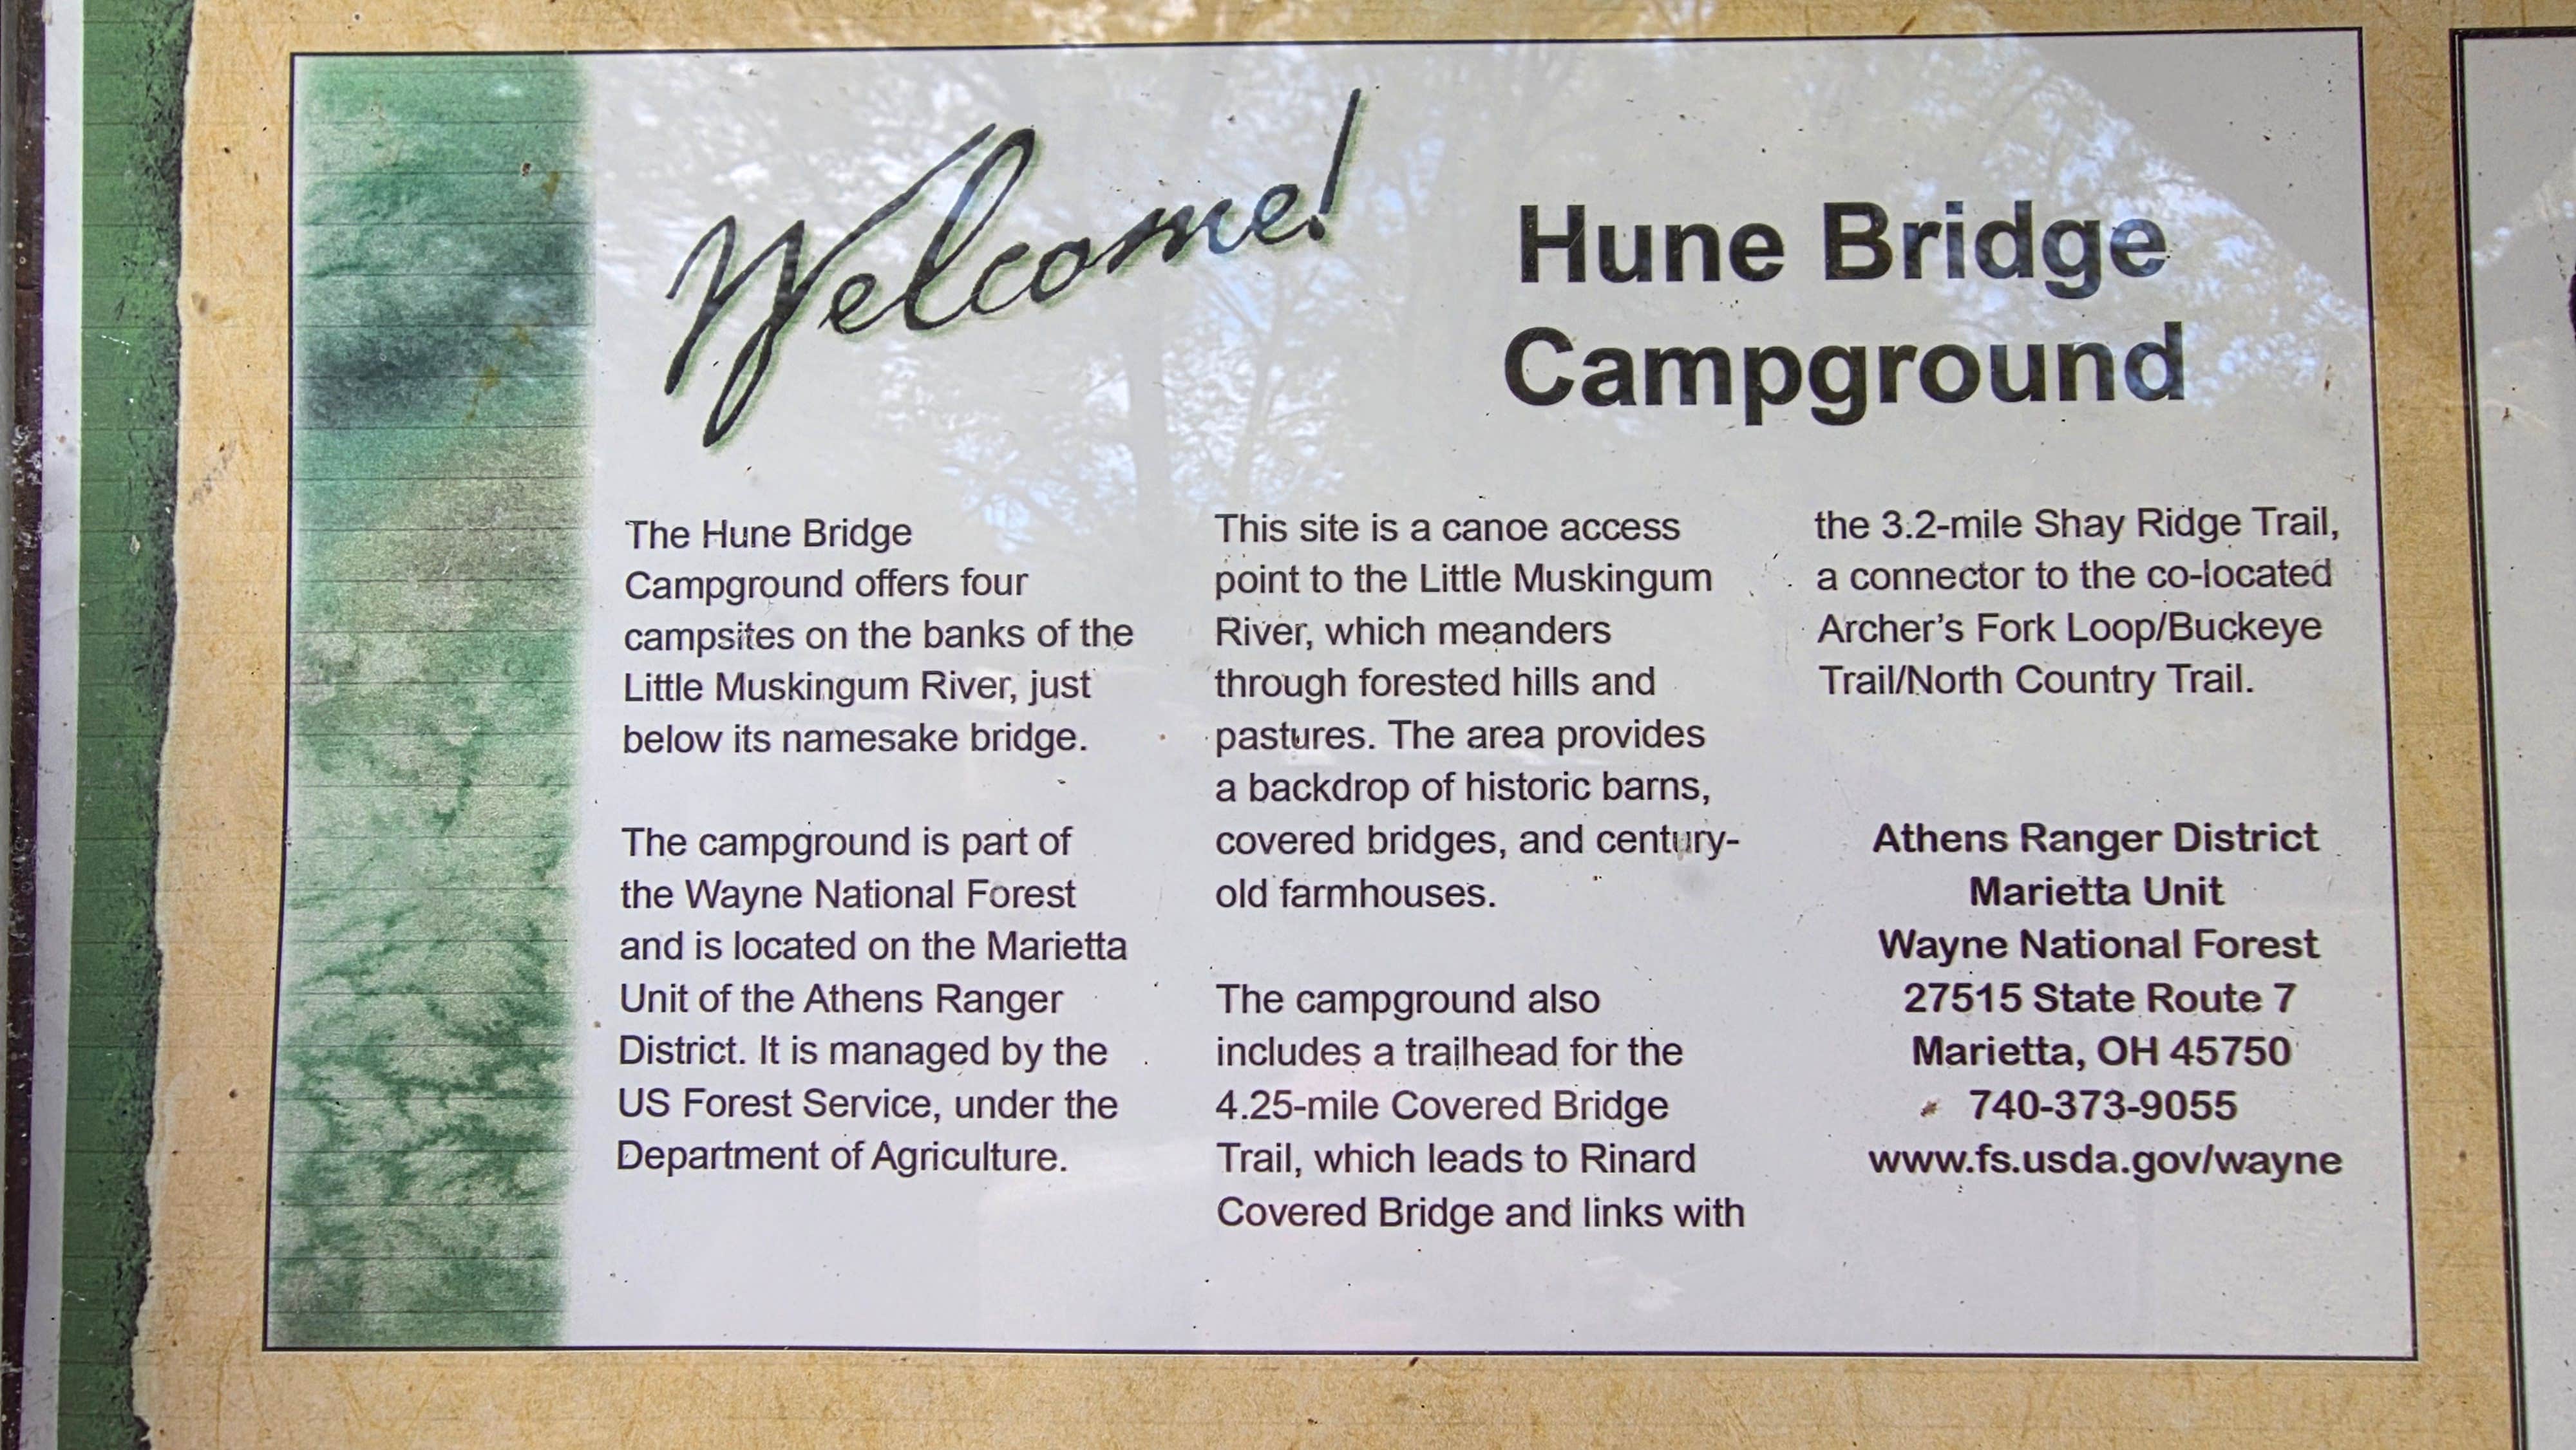 Welcome!
Hune Bridge
Campground
The Hune Bridge
Campground offers four
campsites on the banks of the
Little Muskingum River, just
below its namesake bridge.
The campground is part of
the Wayne National Forest
and is located on the Marietta
Unit of the Athens Ranger
District. It is managed by the
US Forest Service, under the
Department of Agriculture.
This site is a canoe access
point to the Little Muskingum
River, which meanders
through forested hills and
pastures. The area provides
a backdrop of historic barns,
covered bridges, and century-
old farmhouses.
The campground also
includes a trailhead for the
4.25-mile Covered Bridge
Trail, which leads to Rinard
Covered Bridge and links with
the 3.2-mile Shay Ridge Trail,
a connector to the co-located
Archer's Fork Loop/Buckeye
Trail/North Country Trail.
Athens Ranger District
Marietta Unit
Wayne National Forest
27515 State Route 7
Marietta, OH 45750
740-373-9055
www.fs.usda.gov/wayne